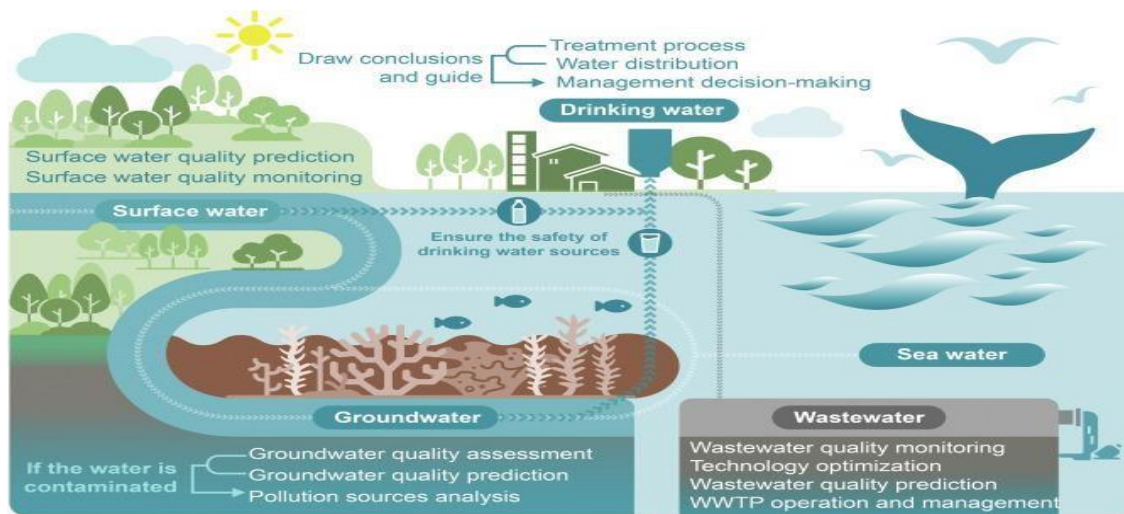 Draw conclusions
and guide
Treatment process
Water distribution
Management decision-making
Drinking water
Surface water quality prediction
Surface water quality monitoring
Surface water
Ensure the safety of
drinking water sources
Sea water
Groundwater
Wastewater
If the water is
contaminated
Groundwater quality assessment
Groundwater quality prediction
Pollution sources analysis
Wastewater quality monitoring
Technology optimization
Wastewater quality prediction
WWTP operation and management